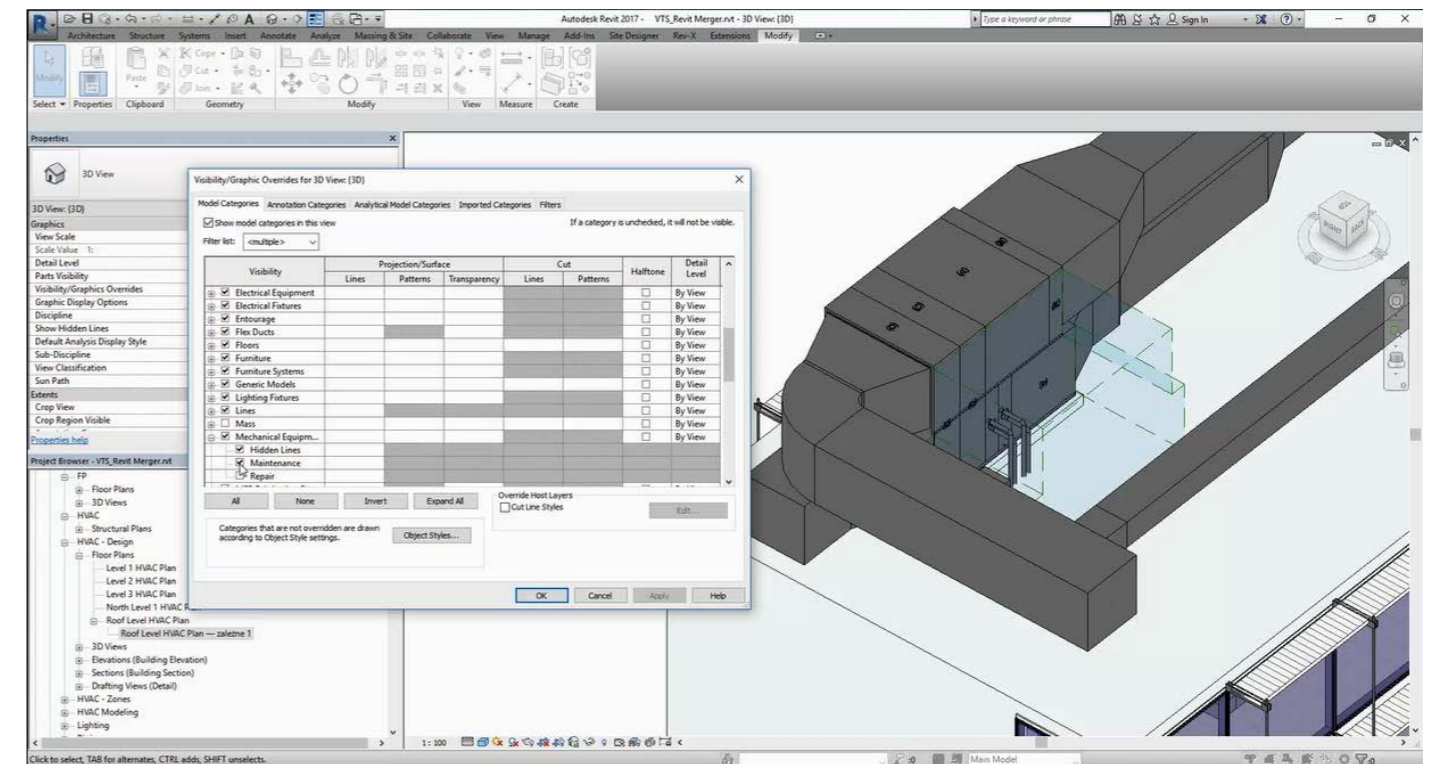 Autodesk Revit 2017 - VTS_Revit Merger.rvt - 3D View: {3D}
Type a keyword or phrase
Sign In
Architecture Structure Systems Insert Annotate Analyze Massing & Site Collaborate View Manage Add-Ins Site Designer Rev-X Extensions Modify
Modify
Paste
Cope
Cut
Join
Select Properties Clipboard Geometry Modify View Measure Create
Properties
3D View
3D View: {3D}
Graphics
View Scale
Scale Value 1:
Detail Level
Parts Visibility
Visibility/Graphics Overrides
Graphic Display Options
Discipline
Show Hidden Lines
Default Analysis Display Style
Sub-Discipline
View Classification
Sun Path
Extents
Crop View
Crop Region Visible
Properties help
Project Browser - VTS_Revit Merger.rvt
FP
Floor Plans
3D Views
HVAC
Structural Plans
HVAC - Design
Floor Plans
Level 1 HVAC Plan
Level 2 HVAC Plan
Level 3 HVAC Plan
North Level 1 HVAC
Roof Level HVAC Plan
Roof Level HVAC Plan — zależne 1
3D Views
Elevations (Building Elevation)
Sections (Building Section)
Drafting Views (Detail)
HVAC - Zones
HVAC Modeling
Lighting
Visibility/Graphic Overrides for 3D View: {3D}
Model Categories Annotation Categories Analytical Model Categories Imported Categories Filters
Show model categories in this view
If a category is unchecked, it will not be visible.
Filter list: <multiple>
Visibility Projection/Surface Cut Halftone Detail Level
Lines Patterns Transparency Lines Patterns
Electrical Equipment By View
Electrical Fixtures By View
Entourage By View
Flex Ducts By View
Floors By View
Furniture By View
Furniture Systems By View
Generic Models By View
Lighting Fixtures By View
Lines By View
Mass By View
Mechanical Equipm... By View
Hidden Lines
Maintenance
Repair
All None Invert Expand All
Override Host Layers
Cut Line Styles
Edit...
Categories that are not overridden are drawn
according to Object Style settings.
Object Styles...
OK Cancel Apply Help
RIGHT
BACK
1 : 100
Click to select, TAB for alternates, CTRL adds, SHIFT unselects.
:0
Main Model
:0